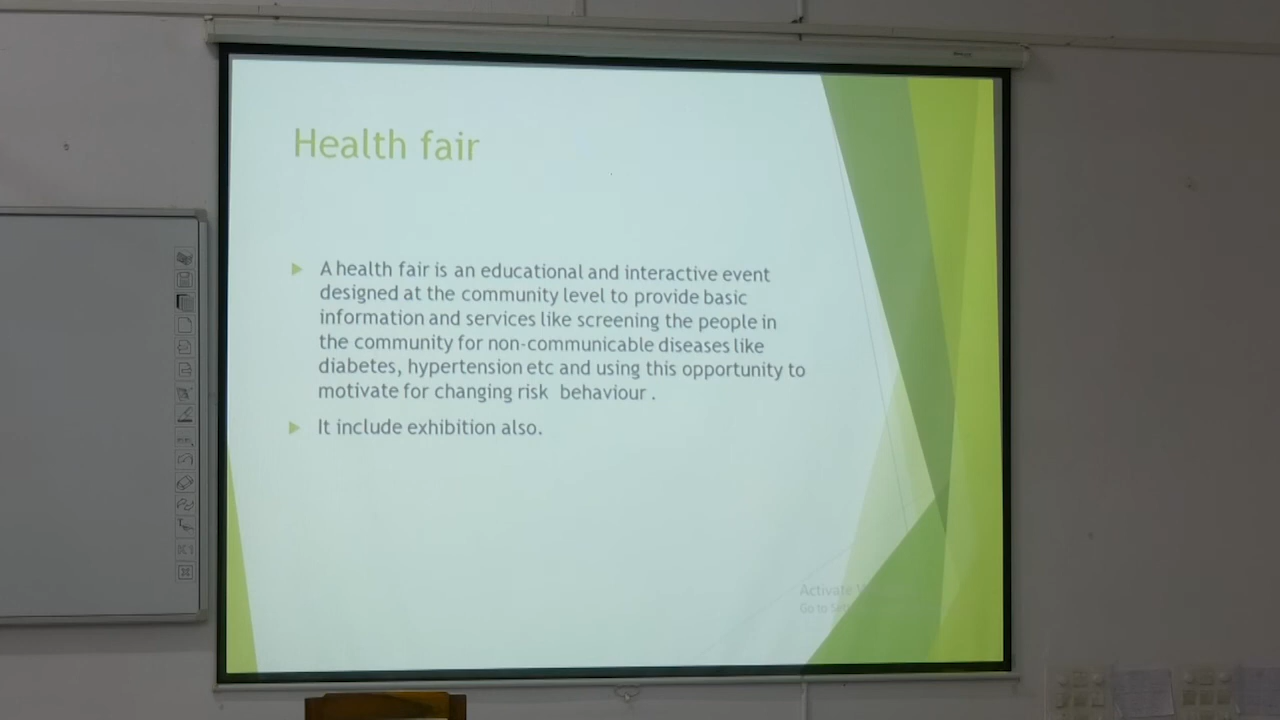 Health fair
A health fair is an educational and interactive event
designed at the community level to provide basic
information and services like screening the people in
the community for non-communicable diseases like
diabetes, hypertension etc and using this opportunity to
motivate for changing risk  behaviour .
It include exhibition also.
Activate
Go to